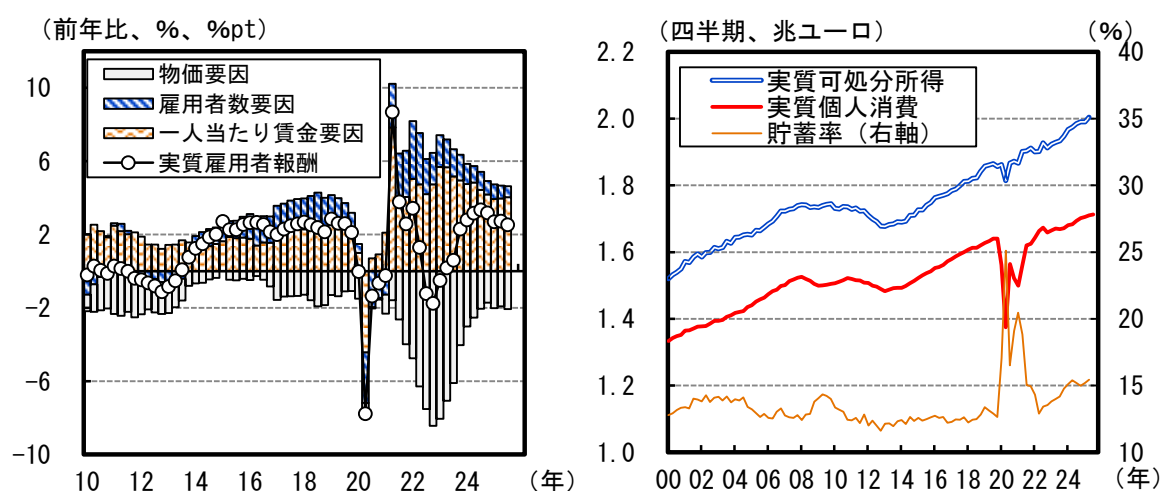 (前年比、%、%pt)
10
6
2
-2
-6
-10
物価要因
雇用者数要因
一人当たり賃金要因
実質雇用者報酬
10 12 14 16 18 20 22 24 (年)
(四半期、兆ユーロ) (%)
2.2 40
2.0 35
1.8 30
1.6 25
1.4 20
1.2 15
1.0 10
実質可処分所得
実質個人消費
貯蓄率(右軸)
00 02 04 06 08 10 12 14 16 18 20 22 24 (年)